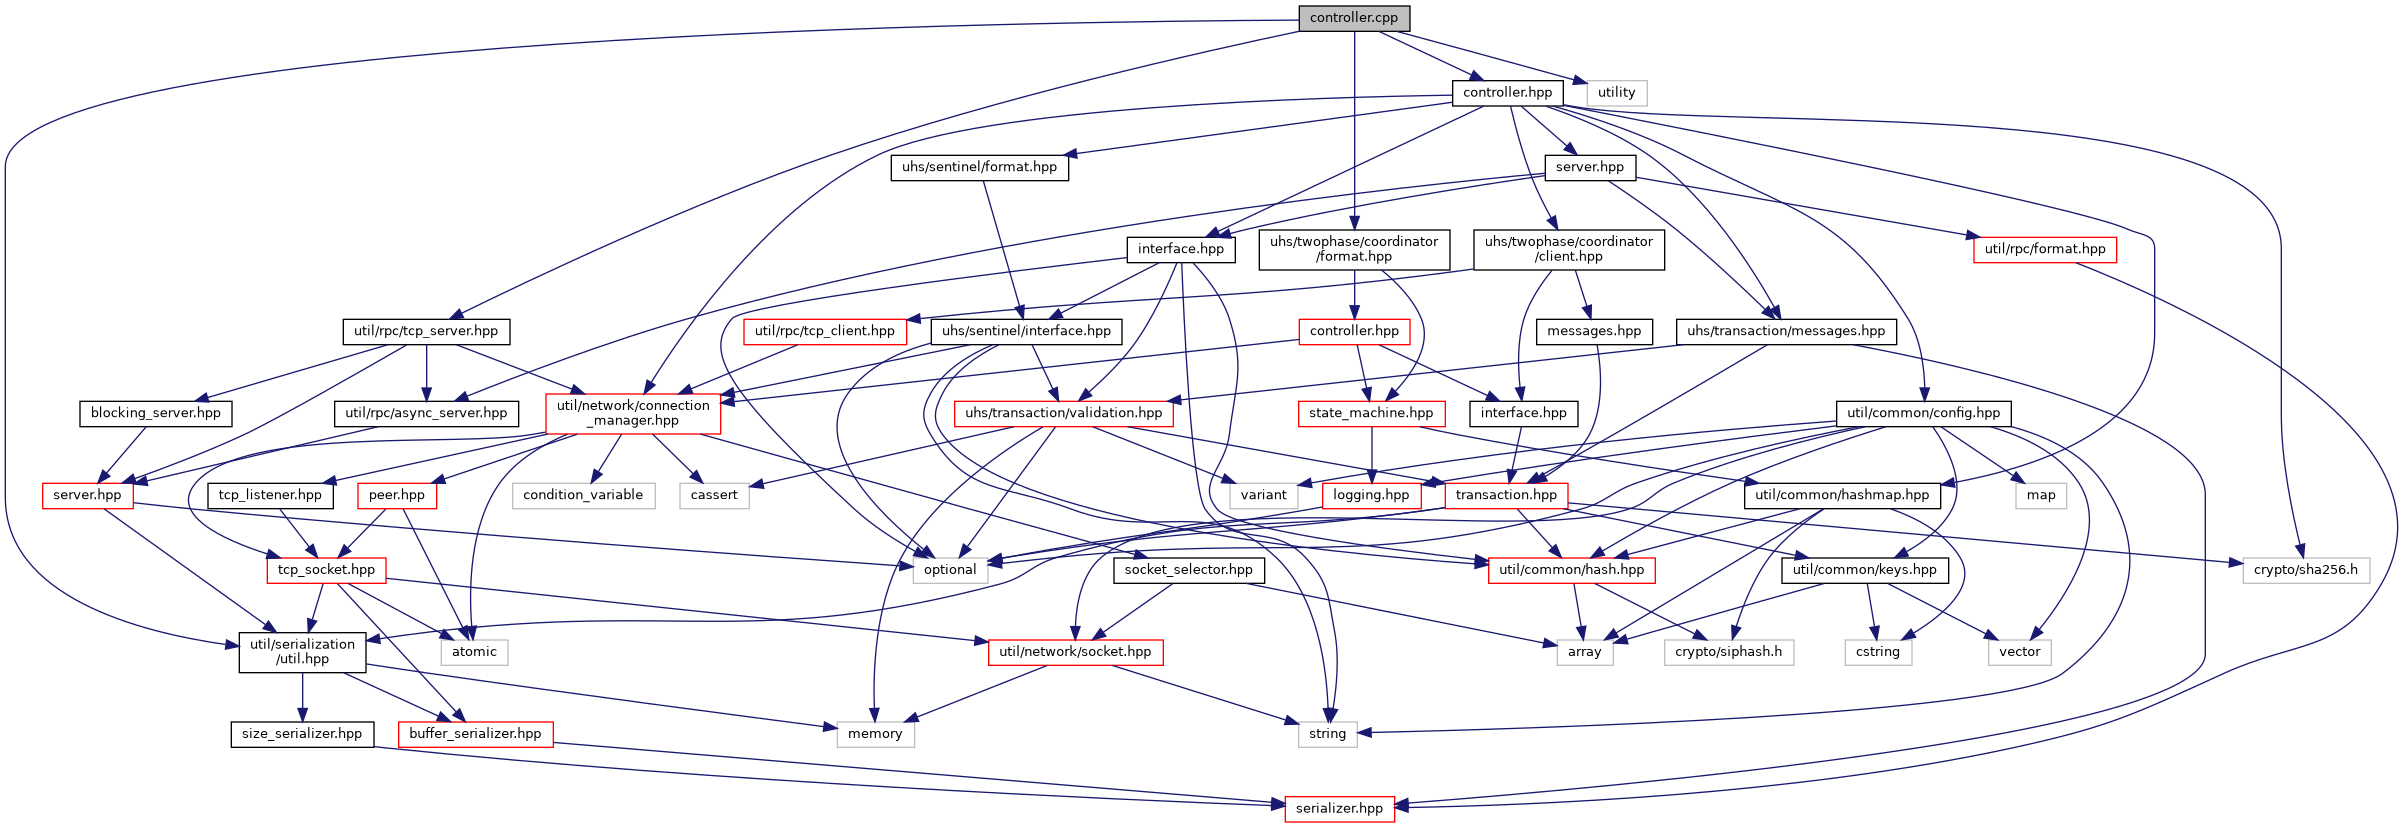 controller.cpp
controller.hpp
utility
uhs/sentinel/format.hpp
server.hpp
interface.hpp
uhs/twophase/coordinator
/format.hpp
uhs/twophase/coordinator
/client.hpp
util/rpc/format.hpp
util/rpc/tcp_server.hpp
util/rpc/tcp_client.hpp
uhs/sentinel/interface.hpp
controller.hpp
messages.hpp
uhs/transaction/messages.hpp
blocking_server.hpp
util/rpc/async_server.hpp
util/network/connection
_manager.hpp
uhs/transaction/validation.hpp
state_machine.hpp
interface.hpp
util/common/config.hpp
server.hpp
tcp_listener.hpp
peer.hpp
condition_variable
cassert
variant
logging.hpp
transaction.hpp
util/common/hashmap.hpp
map
tcp_socket.hpp
optional
socket_selector.hpp
util/common/hash.hpp
util/common/keys.hpp
crypto/sha256.h
util/serialization
/util.hpp
atomic
util/network/socket.hpp
array
crypto/siphash.h
cstring
vector
size_serializer.hpp
buffer_serializer.hpp
memory
string
serializer.hpp